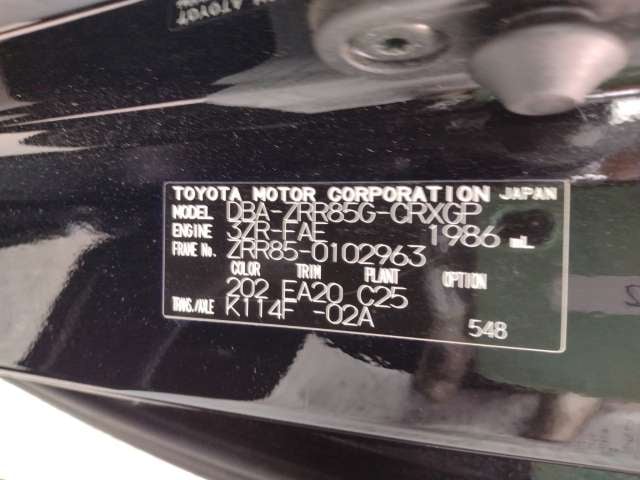 TOYOTA MOTOR CORPORATION JAPAN
MODEL DBA-ZRR85G-CRXGP
ENGINE 3ZR-FAE 1986 mL
FRAME No. ZRR85-0102963
COLOR TRIM PLANT OPTION
202 EA20 C25
TRANS./AXLE K114F -02A
548